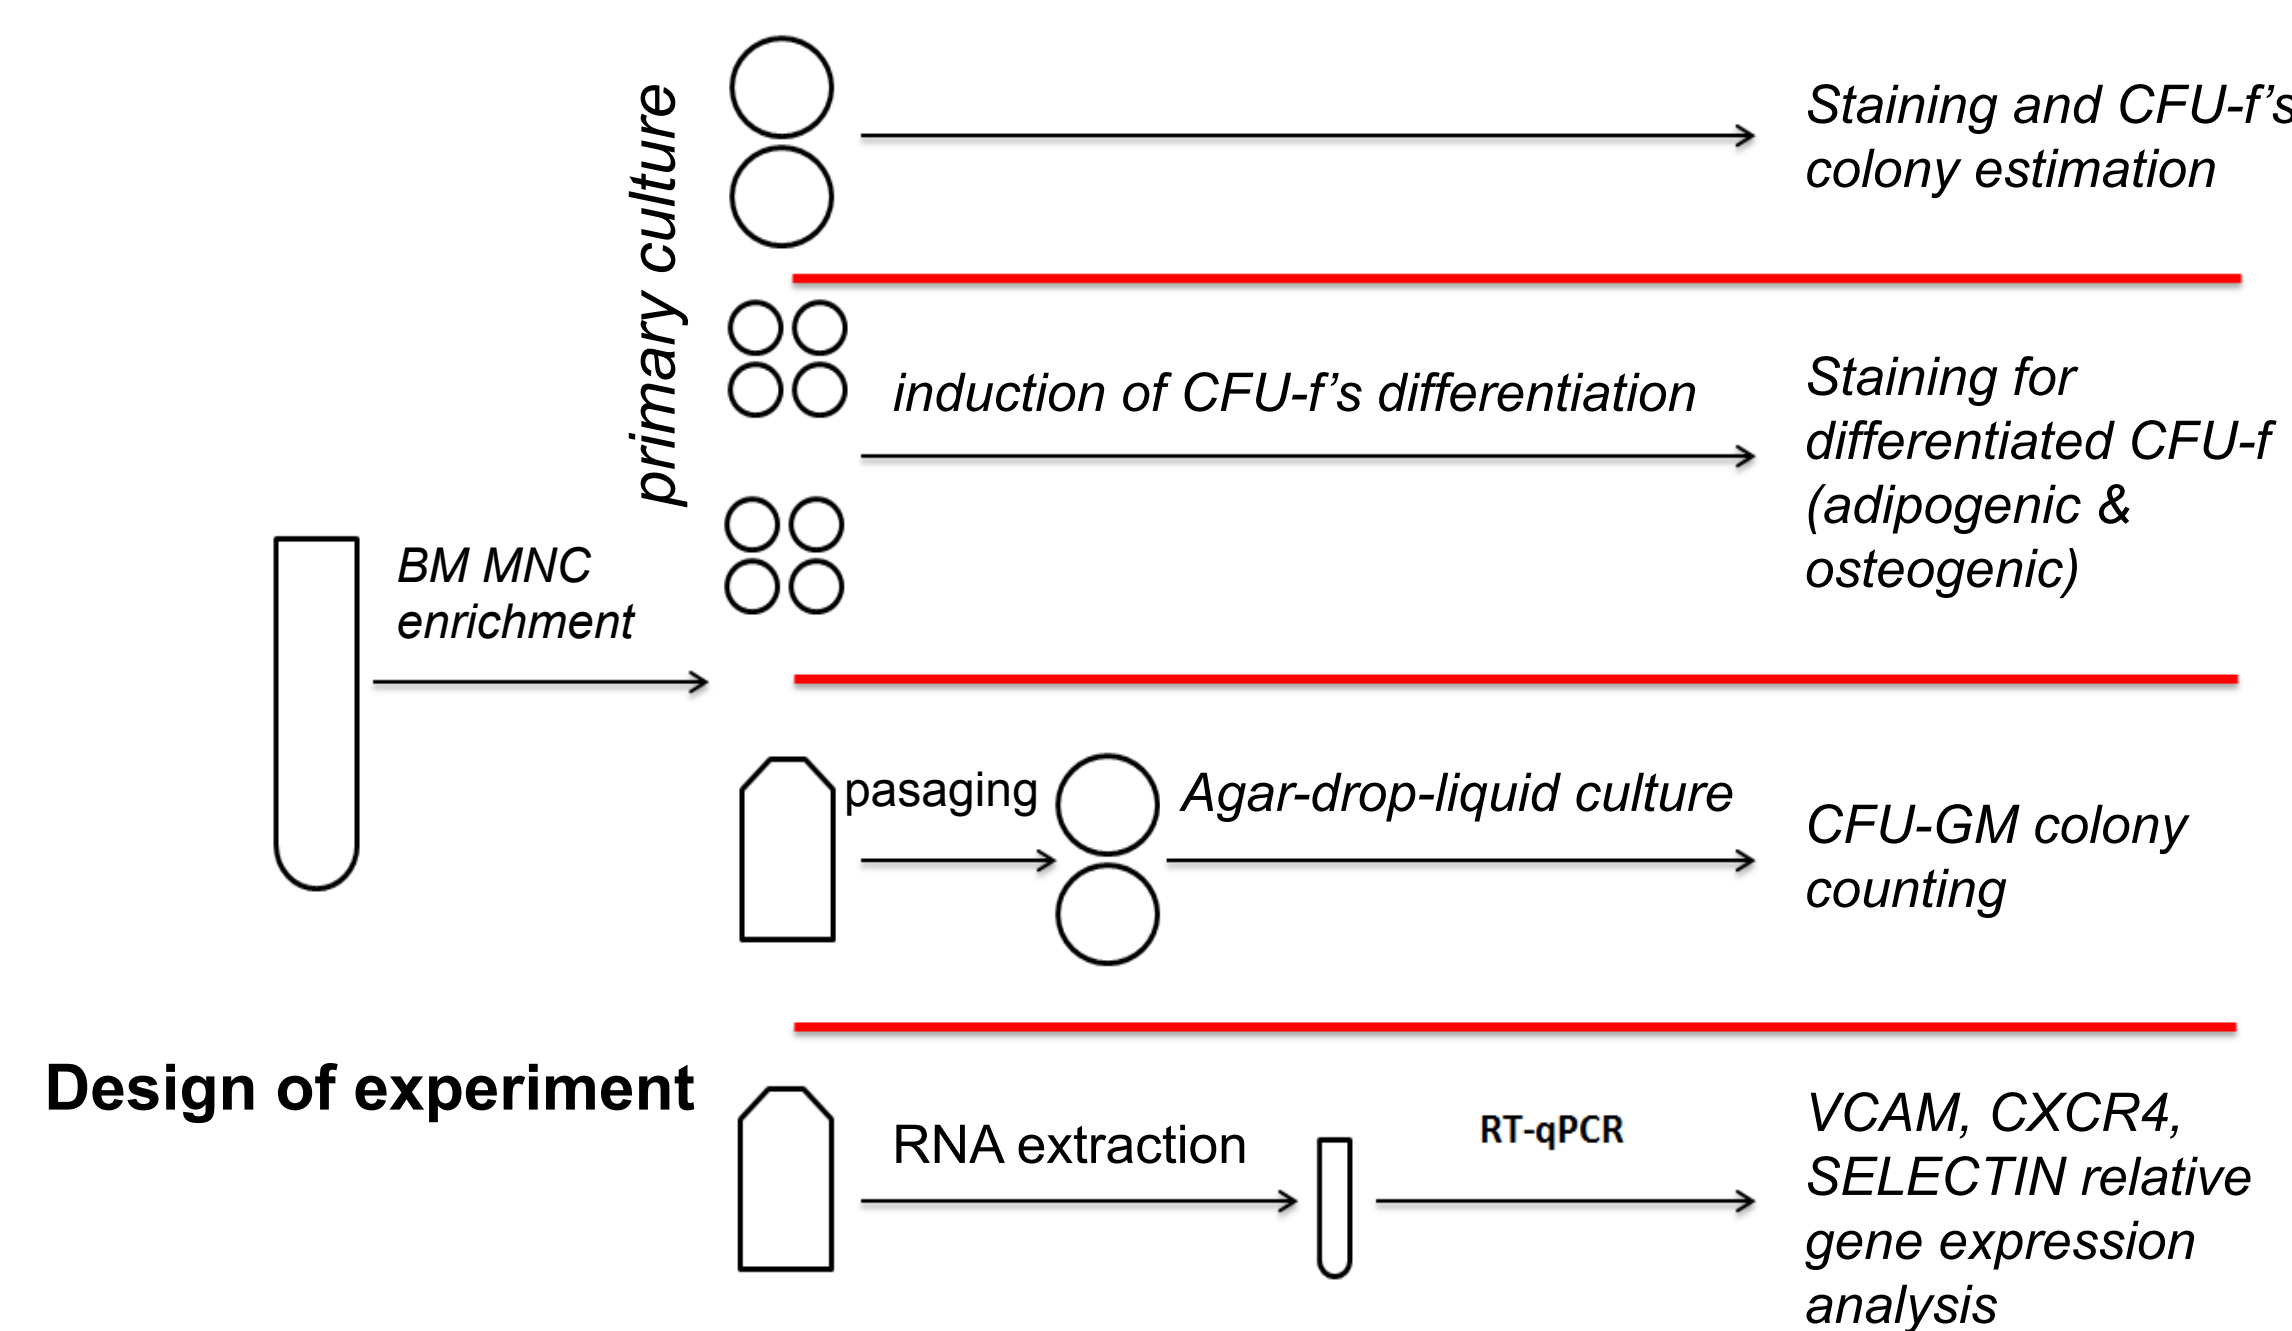 primary culture
Staining and CFU-f's
colony estimation
induction of CFU-f's differentiation
Staining for
differentiated CFU-f
(adipogenic &
osteogenic)
BM MNC
enrichment
pasaging
Agar-drop-liquid culture
CFU-GM colony
counting
Design of experiment
RNA extraction
RT-qPCR
VCAM, CXCR4,
SELECTIN relative
gene expression
analysis